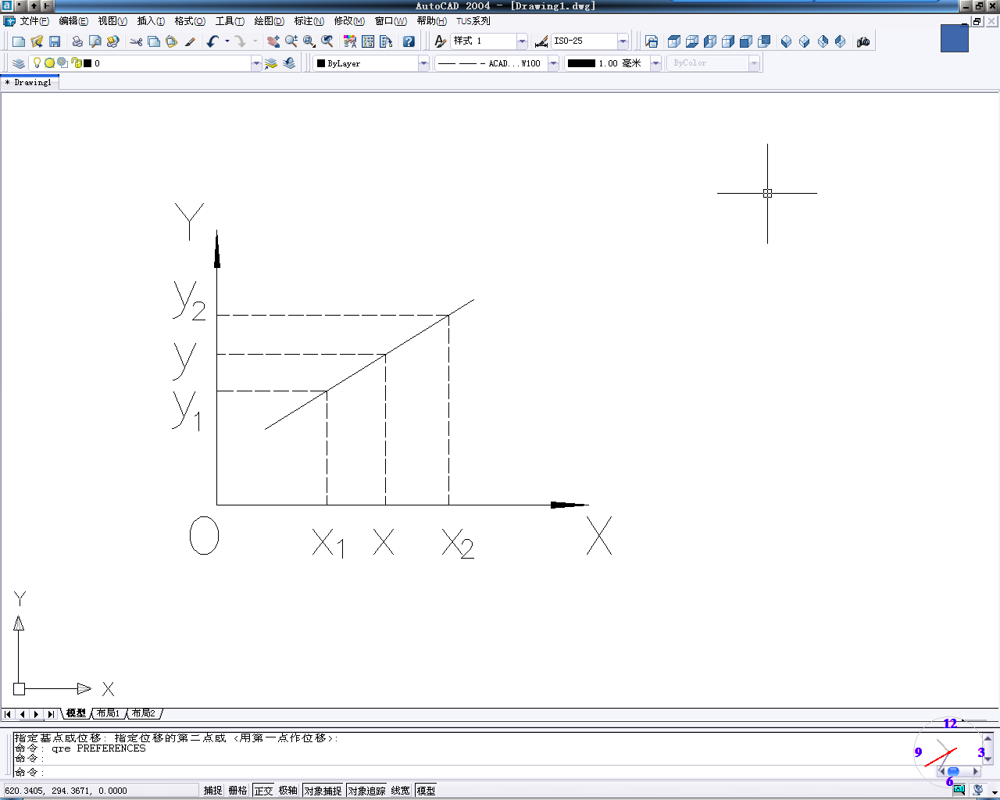 AutoCAD 2004 - [Drawing1.dwg]
文件(F) 编辑(E) 视图(V) 插入(I) 格式(O) 工具(T) 绘图(D) 标注(N) 修改(M) 窗口(W) 帮助(H) TUS系列
样式 1 ISO-25
0 ByLayer ACAD...W100 1.00 毫米 ByColor
* Drawing1
Y
y2
y
y1
O x1 x x2 X
Y
X
模型 布局1 布局2
指定基点或位移: 指定位移的第二点或 <用第一点作位移>:
命令: qre PREFERENCES
命令:
命令:
12
9 3
6
620.3405, 294.3671, 0.0000 捕捉 栅格 正交 极轴 对象捕捉 对象追踪 线宽 模型